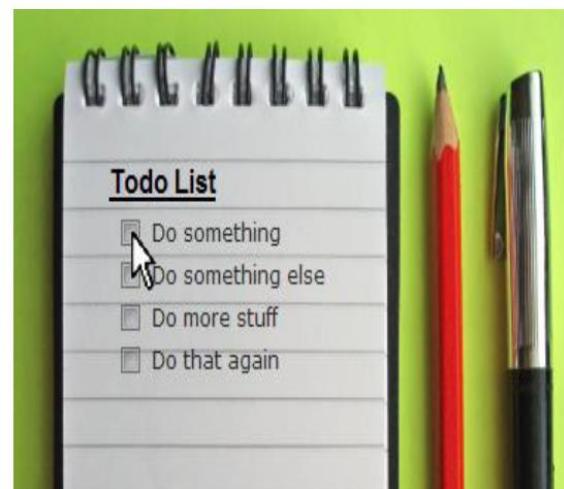 Todo List
Do something
Do something else
Do more stuff
Do that again